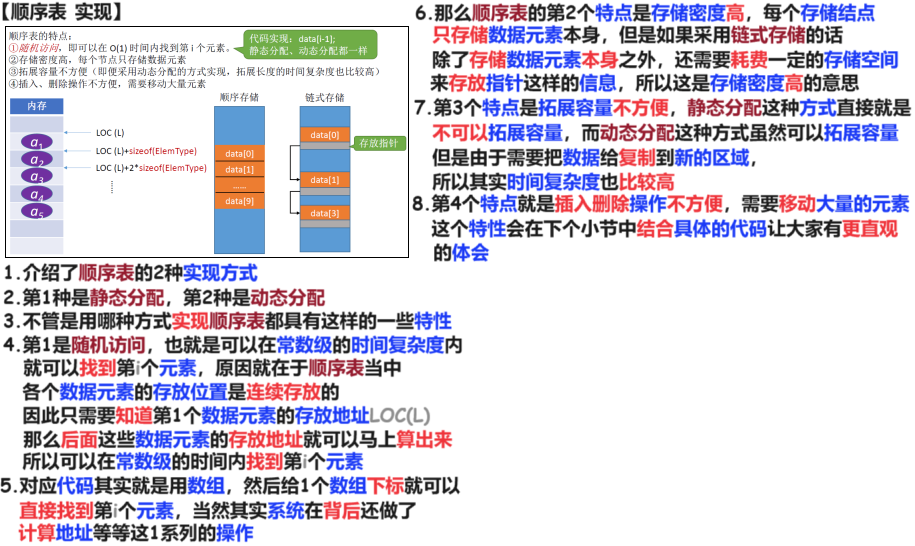 【顺序表 实现】
顺序表的特点：
①随机访问，即可以在 O(1) 时间内找到第 i 个元素。
②存储密度高，每个节点只存储数据元素
③拓展容量不方便（即便采用动态分配的方式实现，拓展长度的时间复杂度也比较高）
④插入、删除操作不方便，需要移动大量元素
代码实现：data[i-1];
静态分配、动态分配都一样
内存
a1
a2
a3
a4
a5
LOC (L)
LOC (L)+sizeof(ElemType)
LOC (L)+2*sizeof(ElemType)
顺序存储
data[0]
data[1]
......
data[9]
链式存储
data[0]
data[1]
data[3]
存放指针
1.介绍了顺序表的2种实现方式
2.第1种是静态分配，第2种是动态分配
3.不管是用哪种方式实现顺序表都具有这样的一些特性
4.第1是随机访问，也就是可以在常数级的时间复杂度内
就可以找到第i个元素，原因就在于顺序表当中
各个数据元素的存放位置是连续存放的
因此只需要知道第1个数据元素的存放地址LOC(L)
那么后面这些数据元素的存放地址就可以马上算出来
所以可以在常数级的时间内找到第i个元素
5.对应代码其实就是用数组，然后给1个数组下标就可以
直接找到第i个元素，当然其实系统在背后还做了
计算地址等等这1系列的操作
6.那么顺序表的第2个特点是存储密度高，每个存储结点
只存储数据元素本身，但是如果采用链式存储的话
除了存储数据元素本身之外，还需要耗费一定的存储空间
来存放指针这样的信息，所以这是存储密度高的意思
7.第3个特点是拓展容量不方便，静态分配这种方式直接就是
不可以拓展容量，而动态分配这种方式虽然可以拓展容量
但是由于需要把数据给复制到新的区域，
所以其实时间复杂度也比较高
8.第4个特点就是插入删除操作不方便，需要移动大量的元素
这个特性会在下个小节中结合具体的代码让大家有更直观
的体会